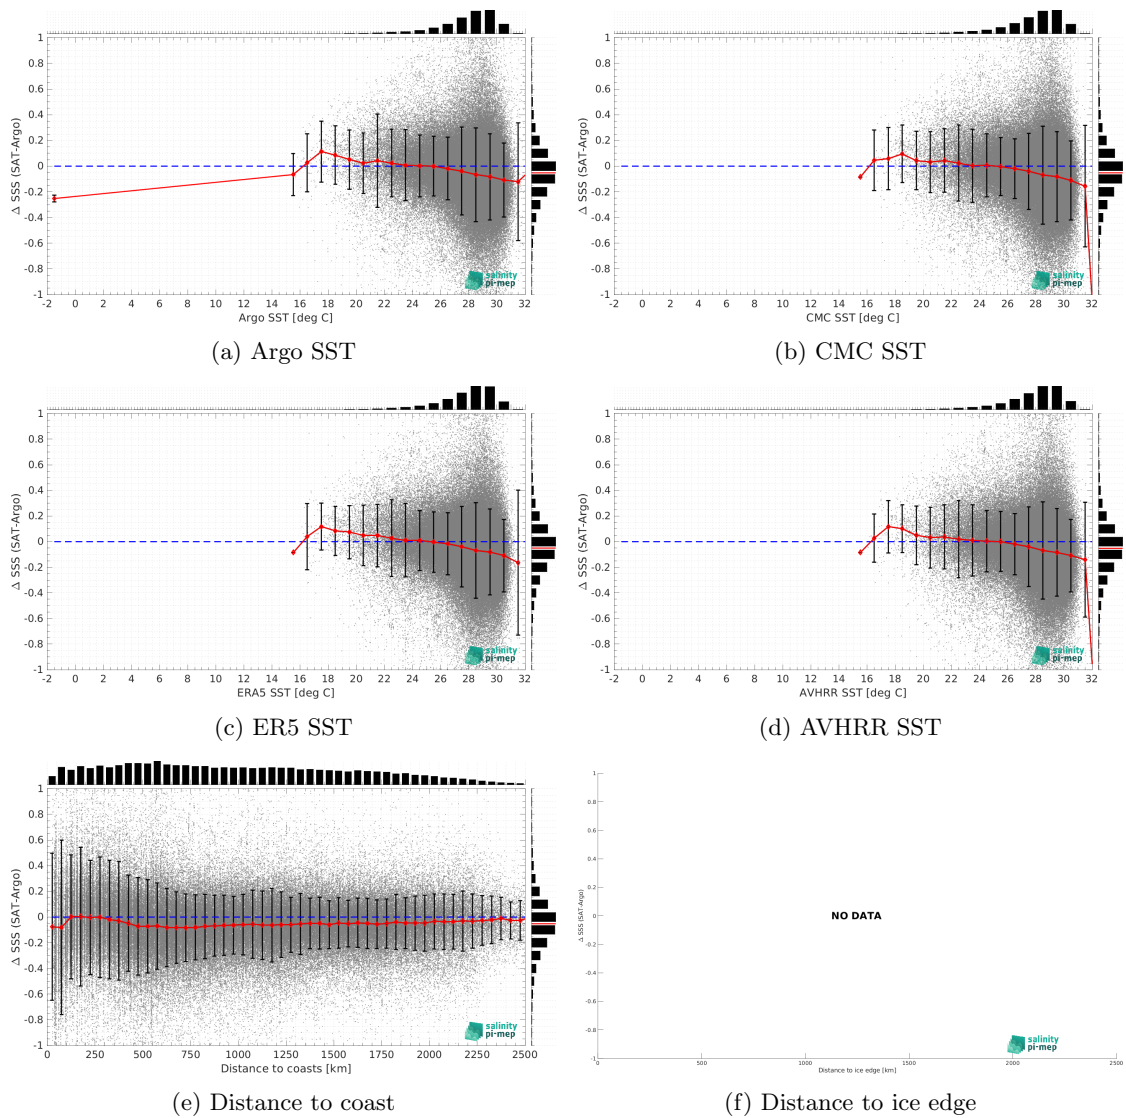 1
0.8
0.6
0.4
0.2
0
-0.2
-0.4
-0.6
-0.8
-1
Δ SSS (SAT-Argo)
-2 0 2 4 6 8 10 12 14 16 18 20 22 24 26 28 30 32
Argo SST [deg C]
salinity
pi-mep
(a) Argo SST
1
0.8
0.6
0.4
0.2
0
-0.2
-0.4
-0.6
-0.8
-1
Δ SSS (SAT-Argo)
-2 0 2 4 6 8 10 12 14 16 18 20 22 24 26 28 30 32
CMC SST [deg C]
salinity
pi-mep
(b) CMC SST
1
0.8
0.6
0.4
0.2
0
-0.2
-0.4
-0.6
-0.8
-1
Δ SSS (SAT-Argo)
-2 0 2 4 6 8 10 12 14 16 18 20 22 24 26 28 30 32
ERA5 SST [deg C]
salinity
pi-mep
(c) ER5 SST
1
0.8
0.6
0.4
0.2
0
-0.2
-0.4
-0.6
-0.8
-1
Δ SSS (SAT-Argo)
-2 0 2 4 6 8 10 12 14 16 18 20 22 24 26 28 30 32
AVHRR SST [deg C]
salinity
pi-mep
(d) AVHRR SST
1
0.8
0.6
0.4
0.2
0
-0.2
-0.4
-0.6
-0.8
-1
Δ SSS (SAT-Argo)
0 250 500 750 1000 1250 1500 1750 2000 2250 2500
Distance to coasts [km]
salinity
pi-mep
(e) Distance to coast
1
0.8
0.6
0.4
0.2
0
-0.2
-0.4
-0.6
-0.8
-1
Δ SSS (SAT-Argo)
NO DATA
0 500 1000 1500 2000 2500
Distance to ice edge [km]
salinity
pi-mep
(f) Distance to ice edge